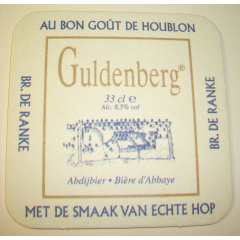 AU BON GOÛT DE HOUBLON
BR. DE RANKE
Guldenberg®
33 cl e
Alc. 8,5% vol
BR. DE RANKE
Abdijbier · Bière d'Abbaye
MET DE SMAAK VAN ECHTE HOP